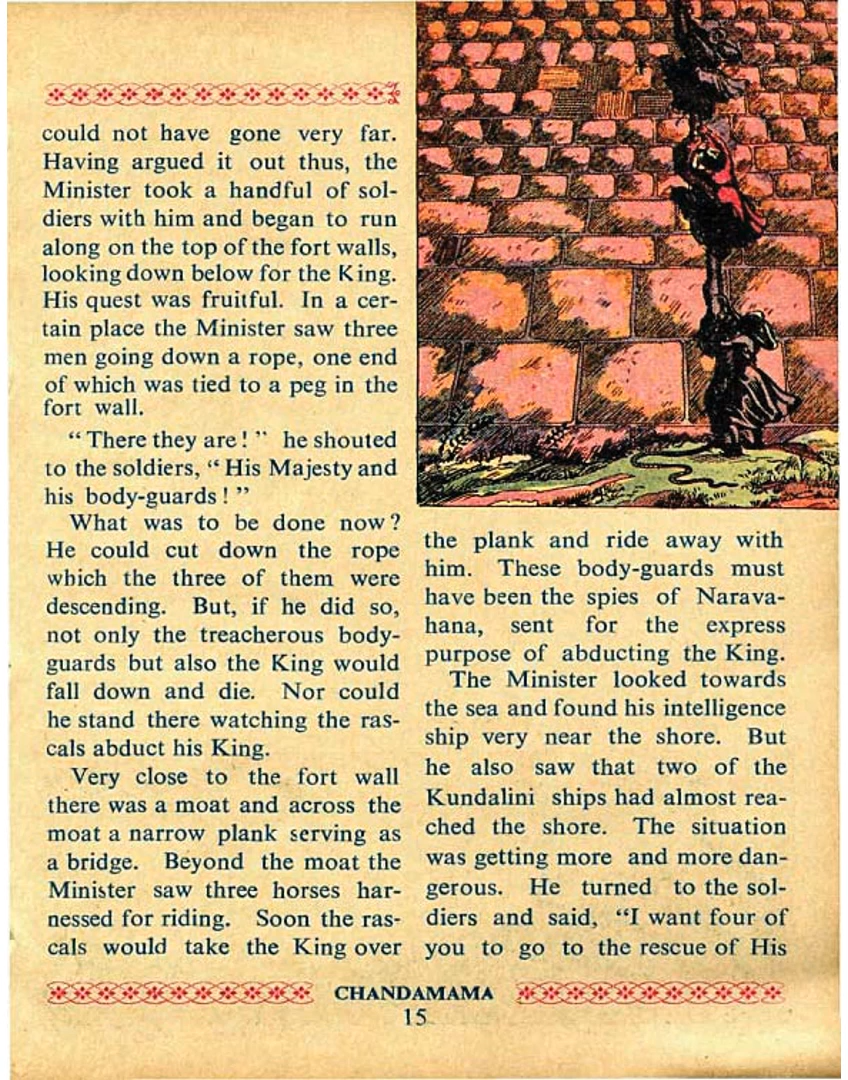 could not have gone very far.
Having argued it out thus, the
Minister took a handful of sol-
diers with him and began to run
along on the top of the fort walls,
looking down below for the King.
His quest was fruitful. In a cer-
tain place the Minister saw three
men going down a rope, one end
of which was tied to a peg in the
fort wall.
“ There they are ! ” he shouted
to the soldiers, “ His Majesty and
his body-guards ! ”
What was to be done now ?
He could cut down the rope
which the three of them were
descending. But, if he did so,
not only the treacherous body-
guards but also the King would
fall down and die. Nor could
he stand there watching the ras-
cals abduct his King.
Very close to the fort wall
there was a moat and across the
moat a narrow plank serving as
a bridge. Beyond the moat the
Minister saw three horses har-
nessed for riding. Soon the ras-
cals would take the King over
the plank and ride away with
him. These body-guards must
have been the spies of Narava-
hana, sent for the express
purpose of abducting the King.
The Minister looked towards
the sea and found his intelligence
ship very near the shore. But
he also saw that two of the
Kundalini ships had almost rea-
ched the shore. The situation
was getting more and more dan-
gerous. He turned to the sol-
diers and said, “I want four of
you to go to the rescue of His
CHANDAMAMA
15